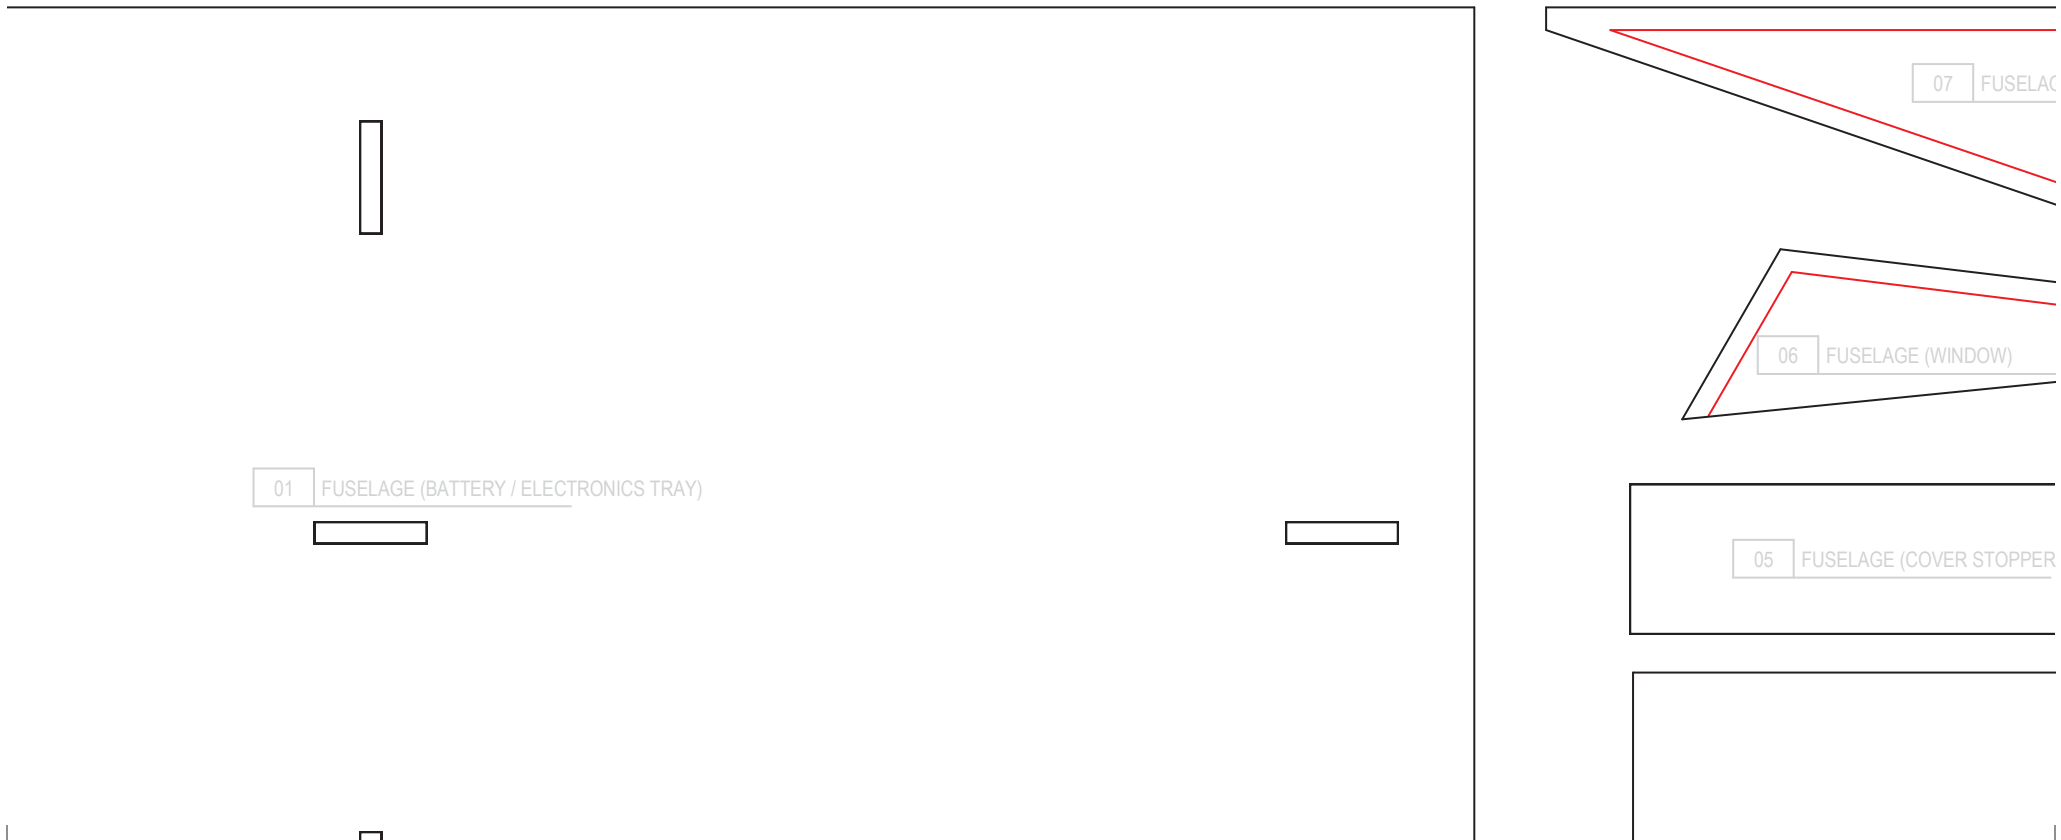 07 FUSELAG
06 FUSELAGE (WINDOW)
01 FUSELAGE (BATTERY / ELECTRONICS TRAY)
05 FUSELAGE (COVER STOPPER